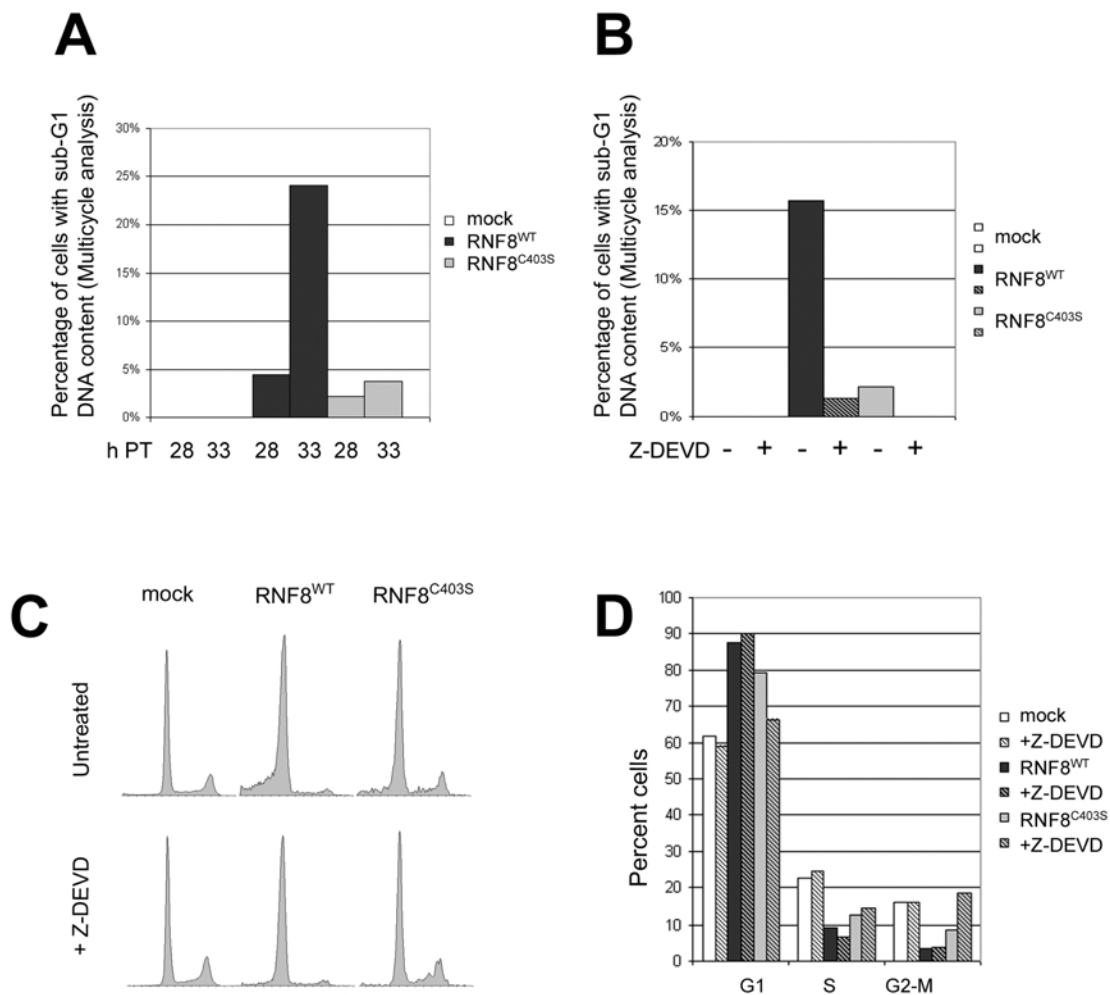 A
Percentage of cells with sub-G1
DNA content (Multicycle analysis)
30%
25%
20%
15%
10%
5%
0%
h PT 28 33 28 33 28 33
mock
RNF8WT
RNF8C403S
B
Percentage of cells with sub-G1
DNA content (Multicycle analysis)
20%
15%
10%
5%
0%
Z-DEVD - + - + - +
mock
RNF8WT
RNF8C403S
C
mock RNF8WT RNF8C403S
Untreated
+ Z-DEVD
D
Percent cells
100
90
80
70
60
50
40
30
20
10
0
G1 S G2-M
mock
+Z-DEVD
RNF8WT
+Z-DEVD
RNF8C403S
+Z-DEVD